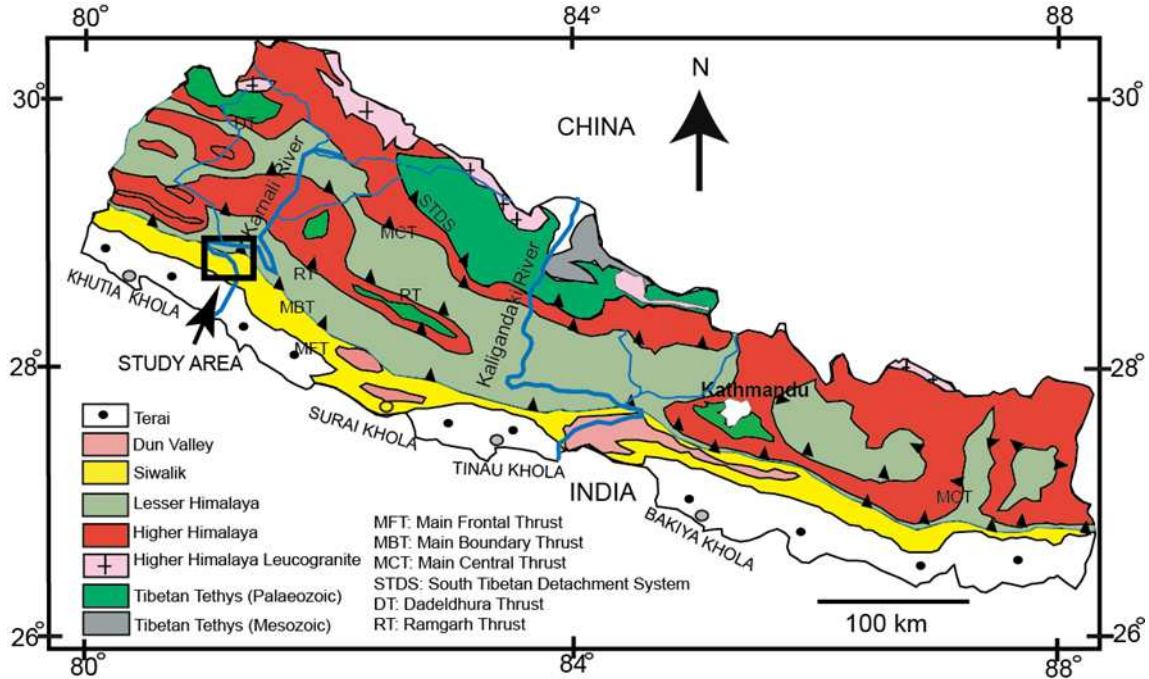 80°
84°
88
30°
30°
N
CHINA
DT
Karnali River
STDS
MCT
KHUTIA KHOLA
RT
RT
MBT
Kaligandaki River
28°
28°
STUDY AREA
MFT
Kathmandu
SURAI KHOLA
TINAU KHOLA
INDIA
MCT
BAKIYA KHOLA
Terai
Dun Valley
Siwalik
Lesser Himalaya
Higher Himalaya
Higher Himalaya Leucogranite
Tibetan Tethys (Palaeozoic)
Tibetan Tethys (Mesozoic)
MFT: Main Frontal Thrust
MBT: Main Boundary Thrust
MCT: Main Central Thrust
STDS: South Tibetan Detachment System
DT: Dadeldhura Thrust
RT: Ramgarh Thrust
100 km
26°
26°
80°
84°
88°